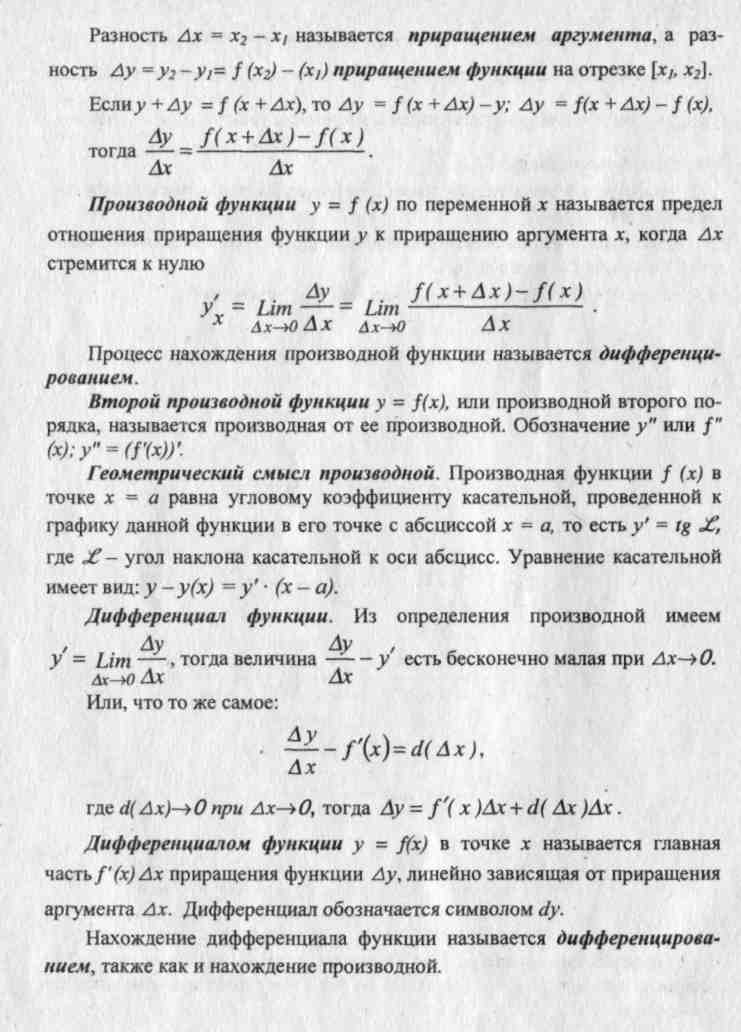 Разность Δx = x₂ – x₁ называется приращением аргумента, а раз-
ность Δy = y₂ – y₁= f (x₂) – (x₁) приращением функции на отрезке [x₁, x₂].
Если y + Δy = f (x + Δx), то Δy = f (x + Δx) – y; Δy = f(x + Δx) – f (x),
тогда Δy/Δx = (f( x + Δx ) – f( x ))/Δx .
Производной функции y = f (x) по переменной x называется предел
отношения приращения функции y к приращению аргумента x, когда Δx
стремится к нулю
y′ₓ = Lim Δx→0 Δy/Δx = Lim Δx→0 (f( x + Δx ) – f( x ))/Δx .
Процесс нахождения производной функции называется дифференци-
рованием.
Второй производной функции y = f(x), или производной второго по-
рядка, называется производная от ее производной. Обозначение y" или f"
(x); y" = (f'(x))'.
Геометрический смысл производной. Производная функции f (x) в
точке x = a равна угловому коэффициенту касательной, проведенной к
графику данной функции в его точке с абсциссой x = a, то есть y' = tg ℒ,
где ℒ – угол наклона касательной к оси абсцисс. Уравнение касательной
имеет вид: y – y(x) = y' · (x – a).
Дифференциал функции. Из определения производной имеем
y′ = Lim Δx→0 Δy/Δx , тогда величина Δy/Δx – y′ есть бесконечно малая при Δx→0.
Или, что то же самое:
Δy/Δx – f′(x)= d( Δx ),
где d( Δx)→0 при Δx→0, тогда Δy = f′( x )Δx + d( Δx )Δx .
Дифференциалом функции y = f(x) в точке x называется главная
часть f '(x) Δx приращения функции Δy, линейно зависящая от приращения
аргумента Δx. Дифференциал обозначается символом dy.
Нахождение дифференциала функции называется дифференцирова-
нием, также как и нахождение производной.